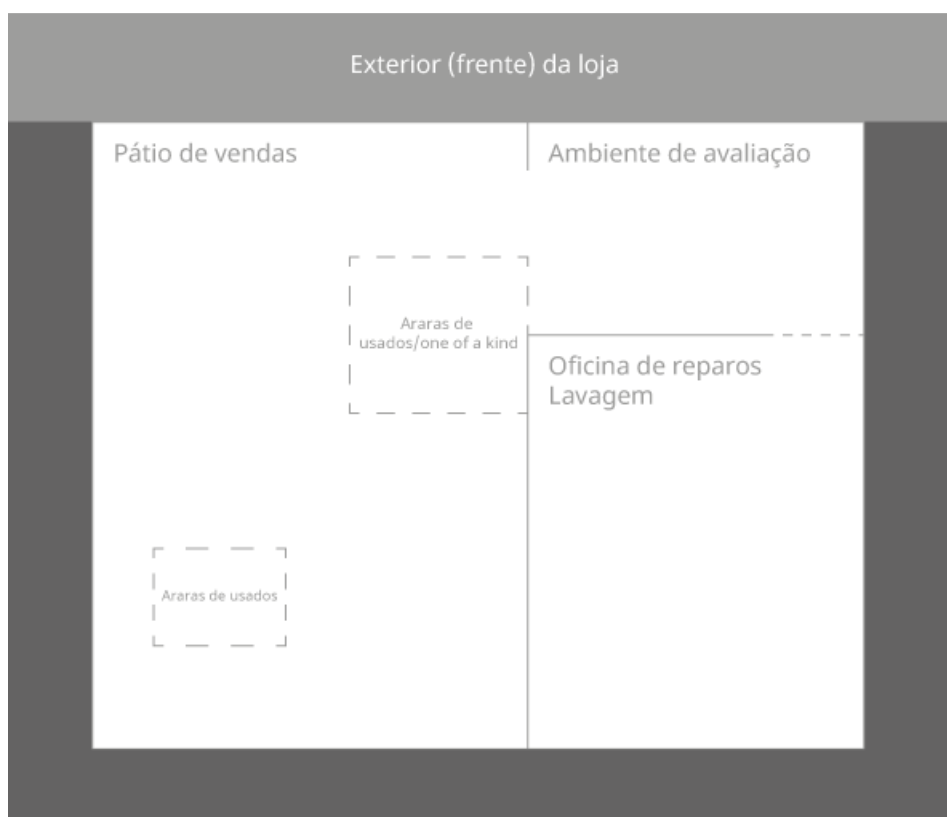 Exterior (frente) da loja
Pátio de vendas
Ambiente de avaliação
Araras de
usados/one of a kind
Oficina de reparos
Lavagem
Araras de usados